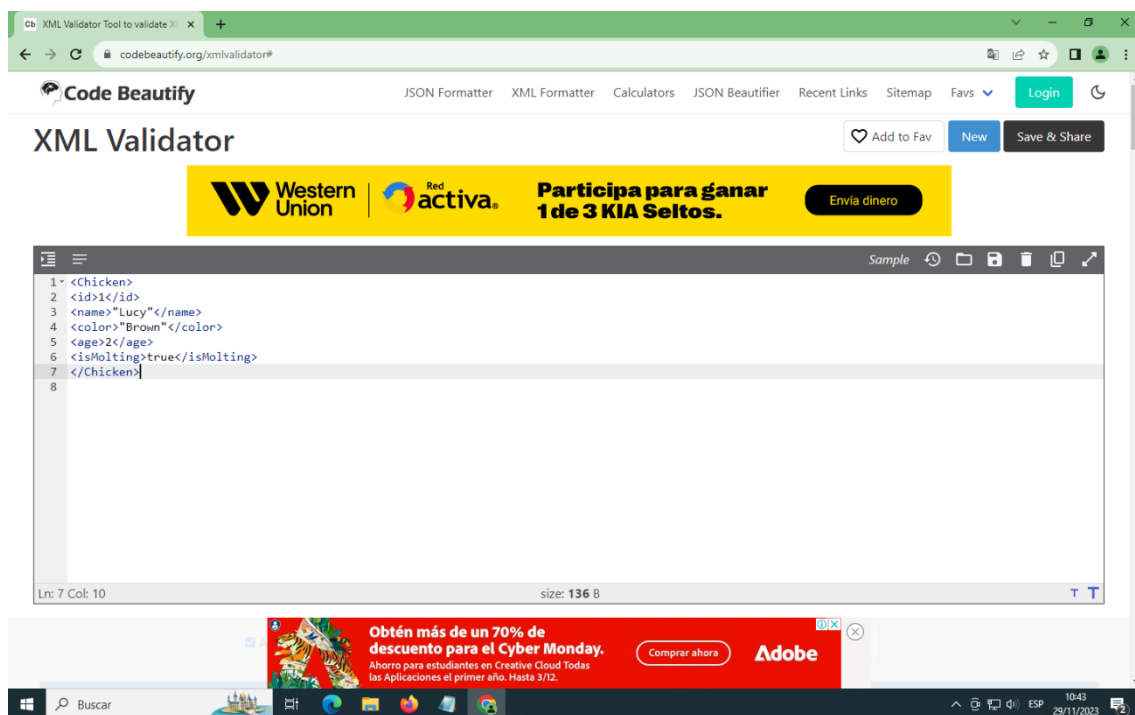 Cb XML Validator Tool to validate X
codebeautify.org/xmlvalidator#
Code Beautify
JSON Formatter XML Formatter Calculators JSON Beautifier Recent Links Sitemap Favs Login
XML Validator
Add to Fav New Save & Share
Western Union
Red activa.
Participa para ganar
1 de 3 KIA Seltos.
Envía dinero
Sample
1 <Chicken>
2 <id>1</id>
3 <name>"Lucy"</name>
4 <color>"Brown"</color>
5 <age>2</age>
6 <isMolting>true</isMolting>
7 </Chicken>
8
Ln: 7 Col: 10 size: 136 B T T
Obtén más de un 70% de
descuento para el Cyber Monday.
Ahorro para estudiantes en Creative Cloud Todas
las Aplicaciones el primer año. Hasta 3/12.
Comprar ahora
Adobe
Buscar
ESP
10:43
29/11/2023
2